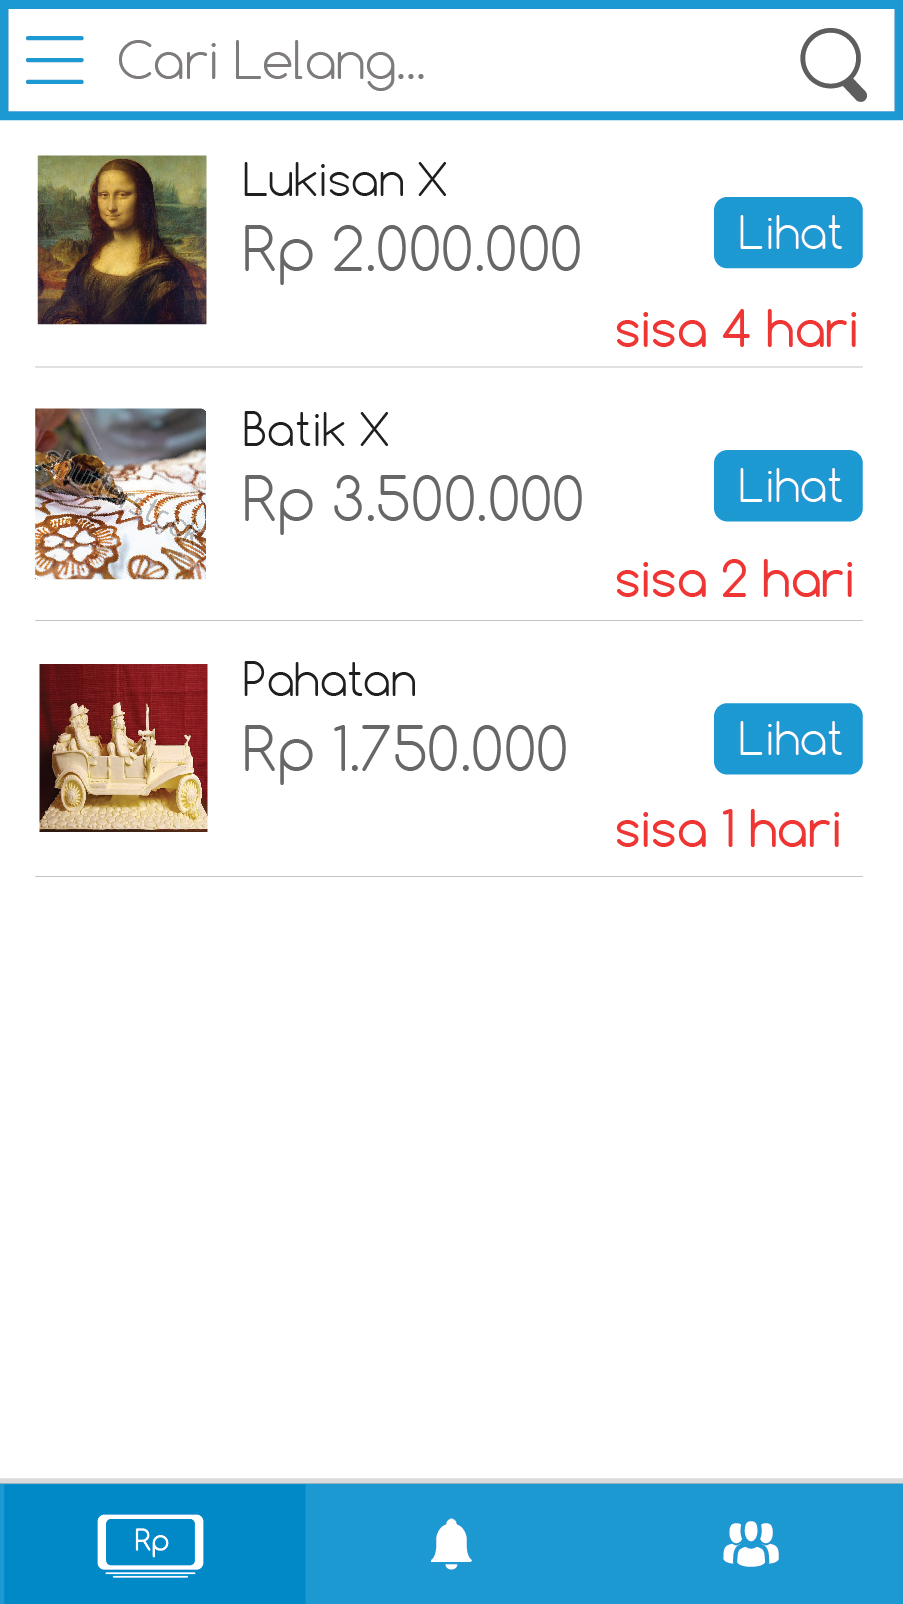 Cari Lelang...
Lukisan X
Rp 2.000.000
Lihat
sisa 4 hari
Batik X
Rp 3.500.000
Lihat
sisa 2 hari
Pahatan
Rp 1.750.000
Lihat
sisa 1 hari
Rp